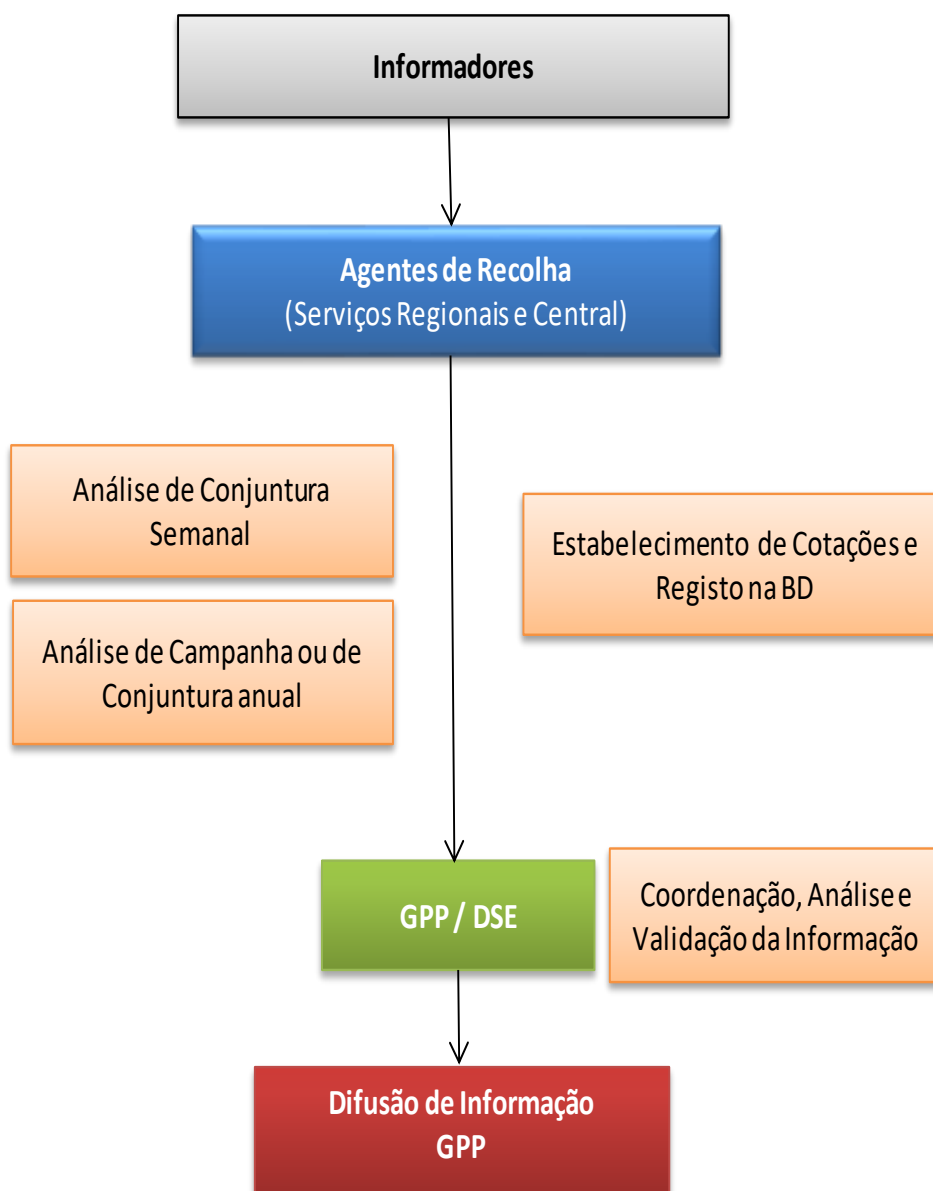 Informadores
Agentes de Recolha
(Serviços Regionais e Central)
Análise de Conjuntura
Semanal
Estabelecimento de Cotações e
Registo na BD
Análise de Campanha ou de
Conjuntura anual
GPP / DSE
Coordenação, Análise e
Validação da Informação
Difusão de Informação
GPP